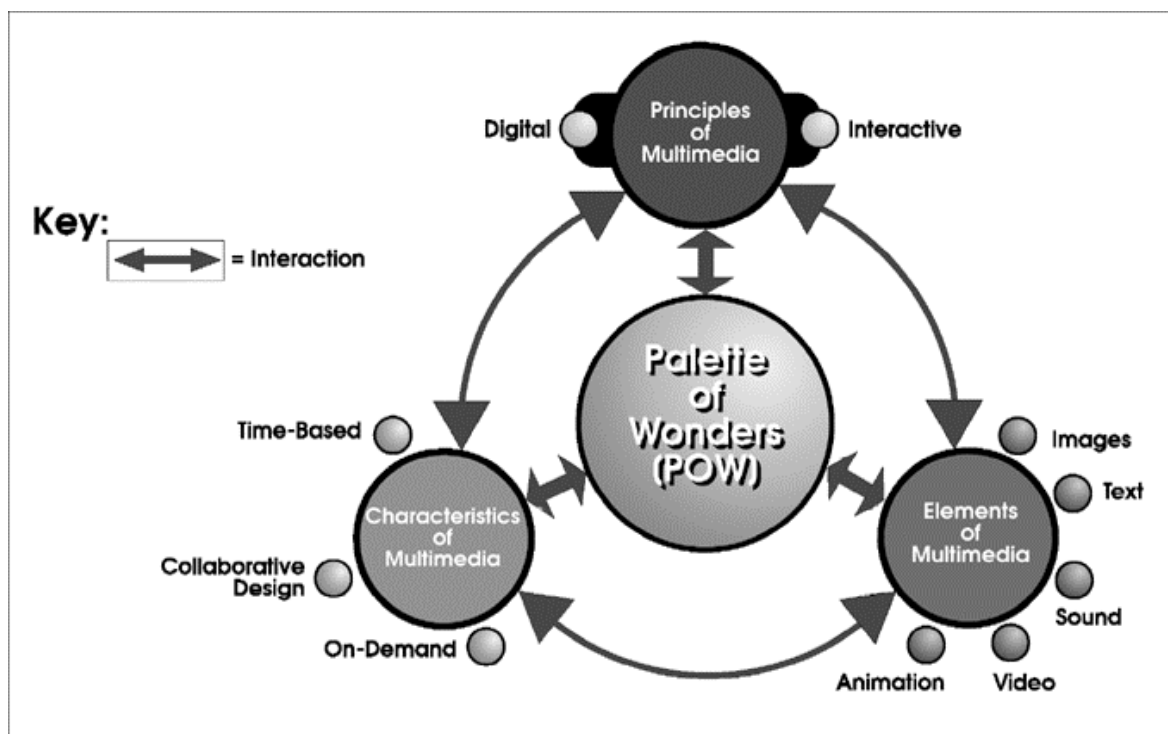 Principles
of
Multimedia
Digital
Interactive
Key:
= Interaction
Palette
of
Wonders
(POW)
Time-Based
Characteristics
of
Multimedia
Collaborative
Design
On-Demand
Images
Text
Elements
of
Multimedia
Sound
Video
Animation